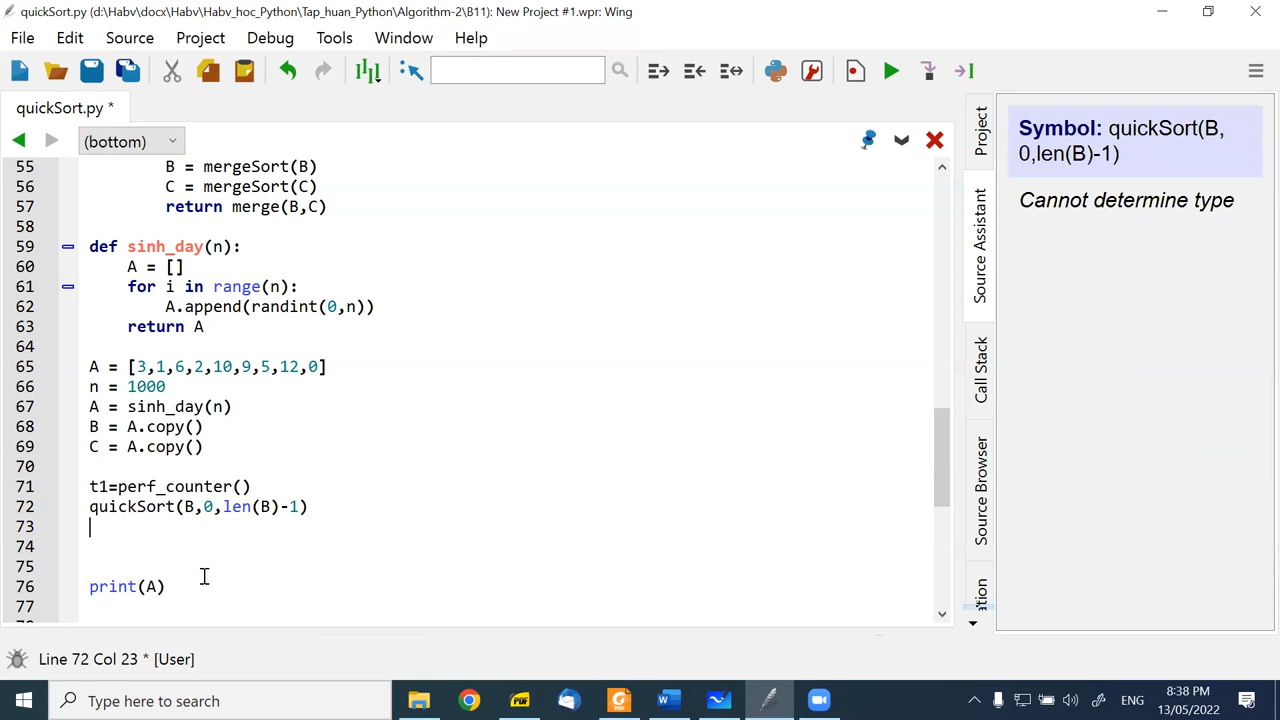 quickSort.py (d:\Habv\docx\Habv\Habv_hoc_Python\Tap_huan_Python\Algorithm-2\B11): New Project #1.wpr: Wing
File Edit Source Project Debug Tools Window Help
quickSort.py *
(bottom)
55 B = mergeSort(B)
56 C = mergeSort(C)
57 return merge(B,C)
58
59 def sinh_day(n):
60 A = []
61 for i in range(n):
62 A.append(randint(0,n))
63 return A
64
65 A = [3,1,6,2,10,9,5,12,0]
66 n = 1000
67 A = sinh_day(n)
68 B = A.copy()
69 C = A.copy()
70
71 t1=perf_counter()
72 quickSort(B,0,len(B)-1)
73
74
75
76 print(A)
77
Project
Source Assistant
Call Stack
Source Browser
Symbol: quickSort(B,
0,len(B)-1)
Cannot determine type
Line 72 Col 23 * [User]
Type here to search
PDF
ENG
8:38 PM
13/05/2022